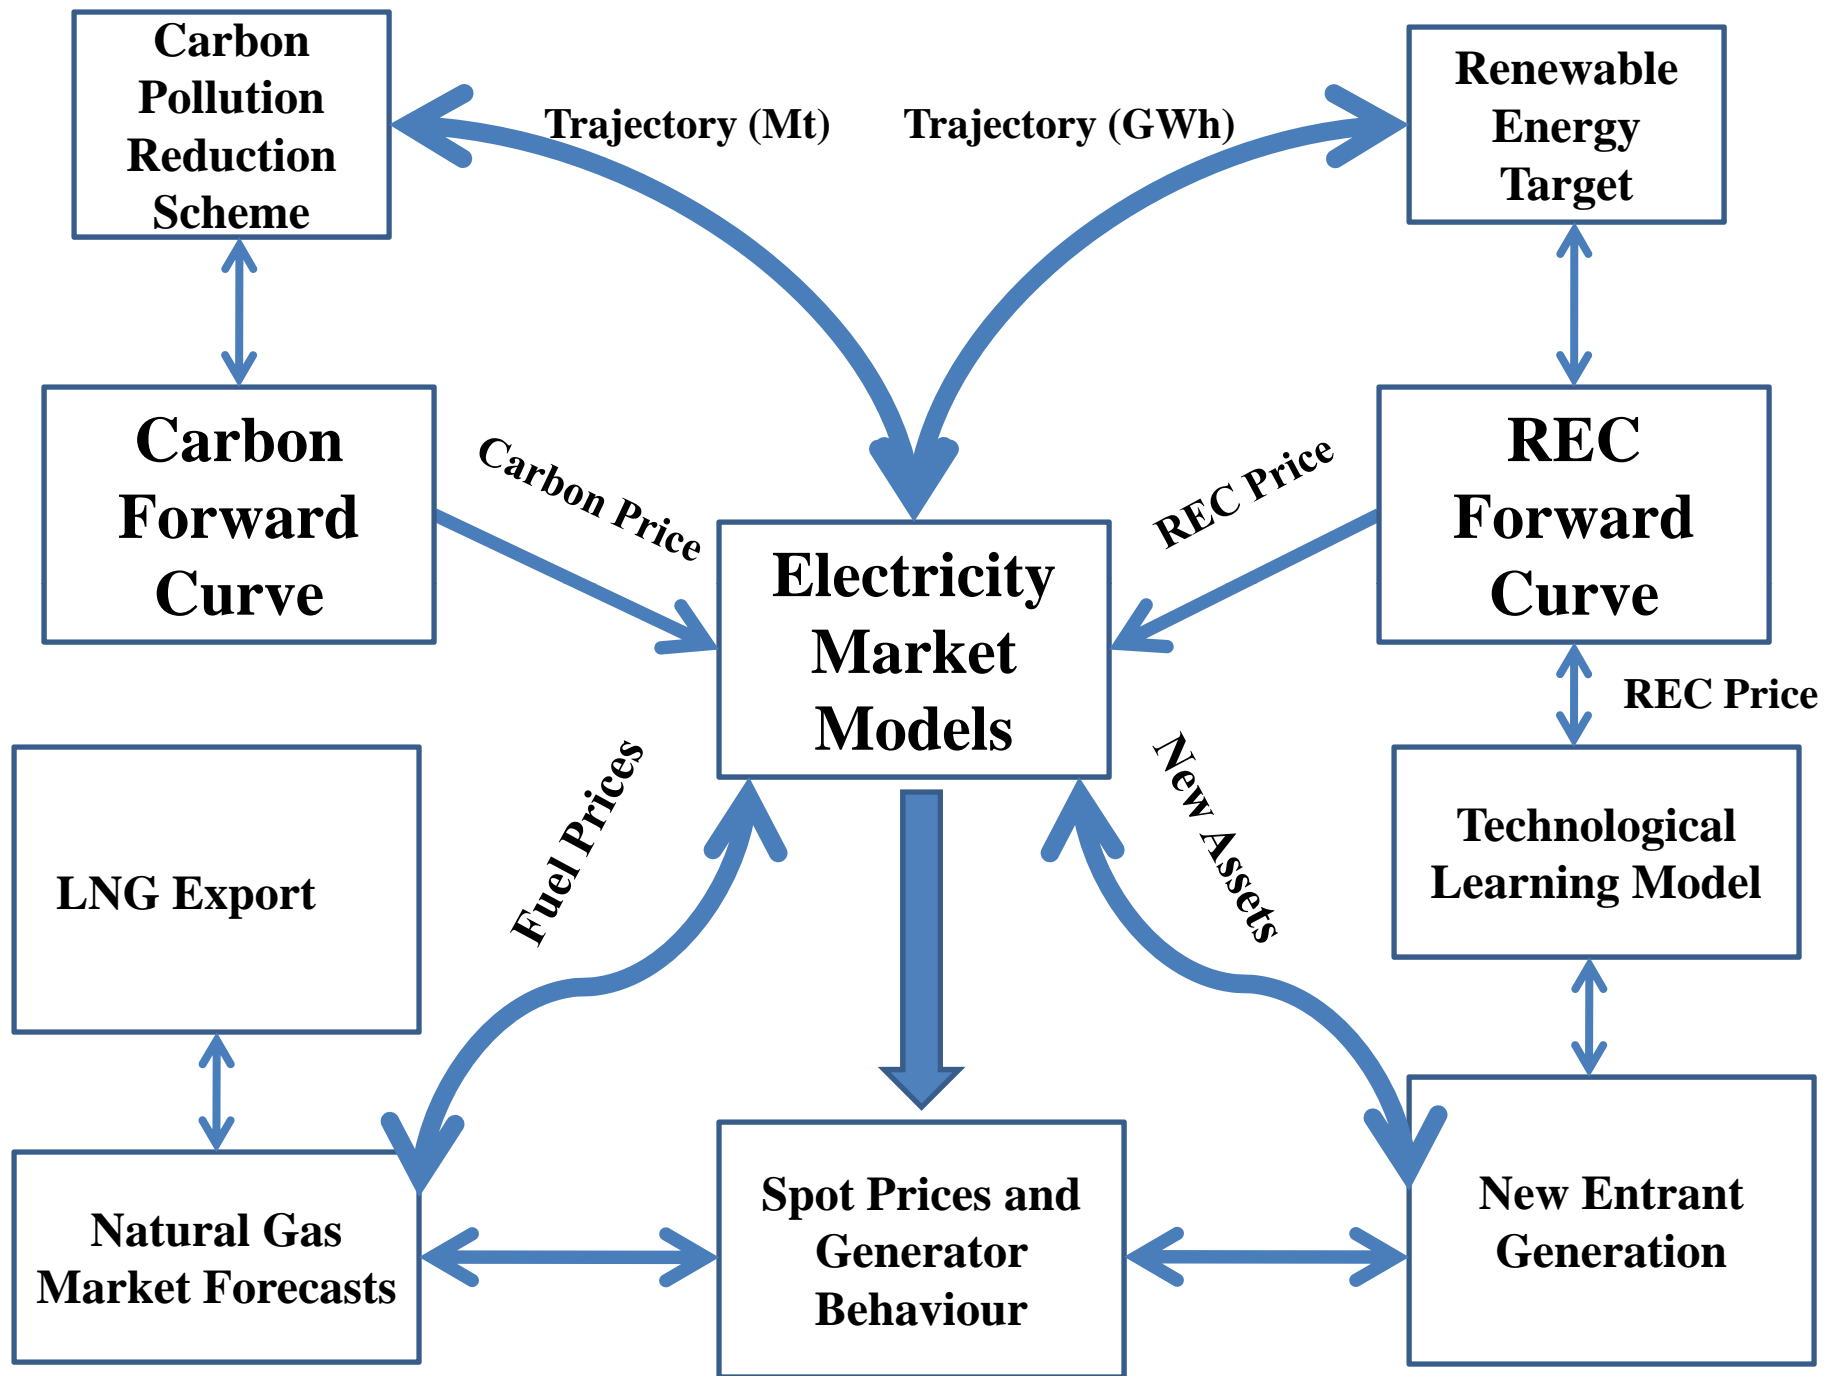 Carbon
Pollution
Reduction
Scheme
Trajectory (Mt)
Trajectory (GWh)
Renewable
Energy
Target
Carbon
Forward
Curve
Carbon Price
REC Price
REC
Forward
Curve
Electricity
Market
Models
REC Price
LNG Export
Fuel Prices
New Assets
Technological
Learning Model
Natural Gas
Market Forecasts
Spot Prices and
Generator
Behaviour
New Entrant
Generation